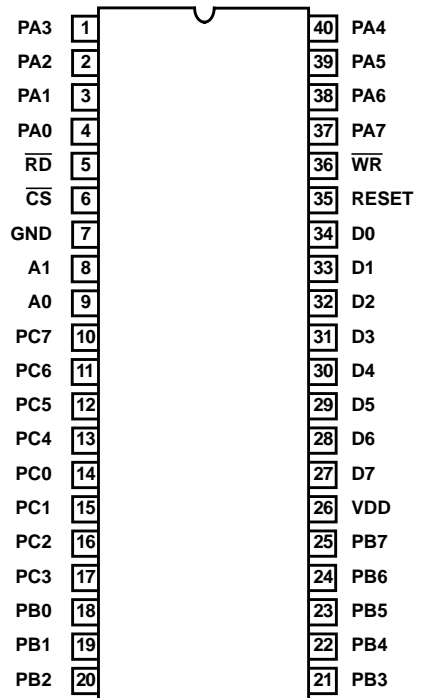 PA3 1 40 PA4
PA2 2 39 PA5
PA1 3 38 PA6
PA0 4 37 PA7
R̅D̅ 5 36 W̅R̅
C̅S̅ 6 35 RESET
GND 7 34 D0
A1 8 33 D1
A0 9 32 D2
PC7 10 31 D3
PC6 11 30 D4
PC5 12 29 D5
PC4 13 28 D6
PC0 14 27 D7
PC1 15 26 VDD
PC2 16 25 PB7
PC3 17 24 PB6
PB0 18 23 PB5
PB1 19 22 PB4
PB2 20 21 PB3